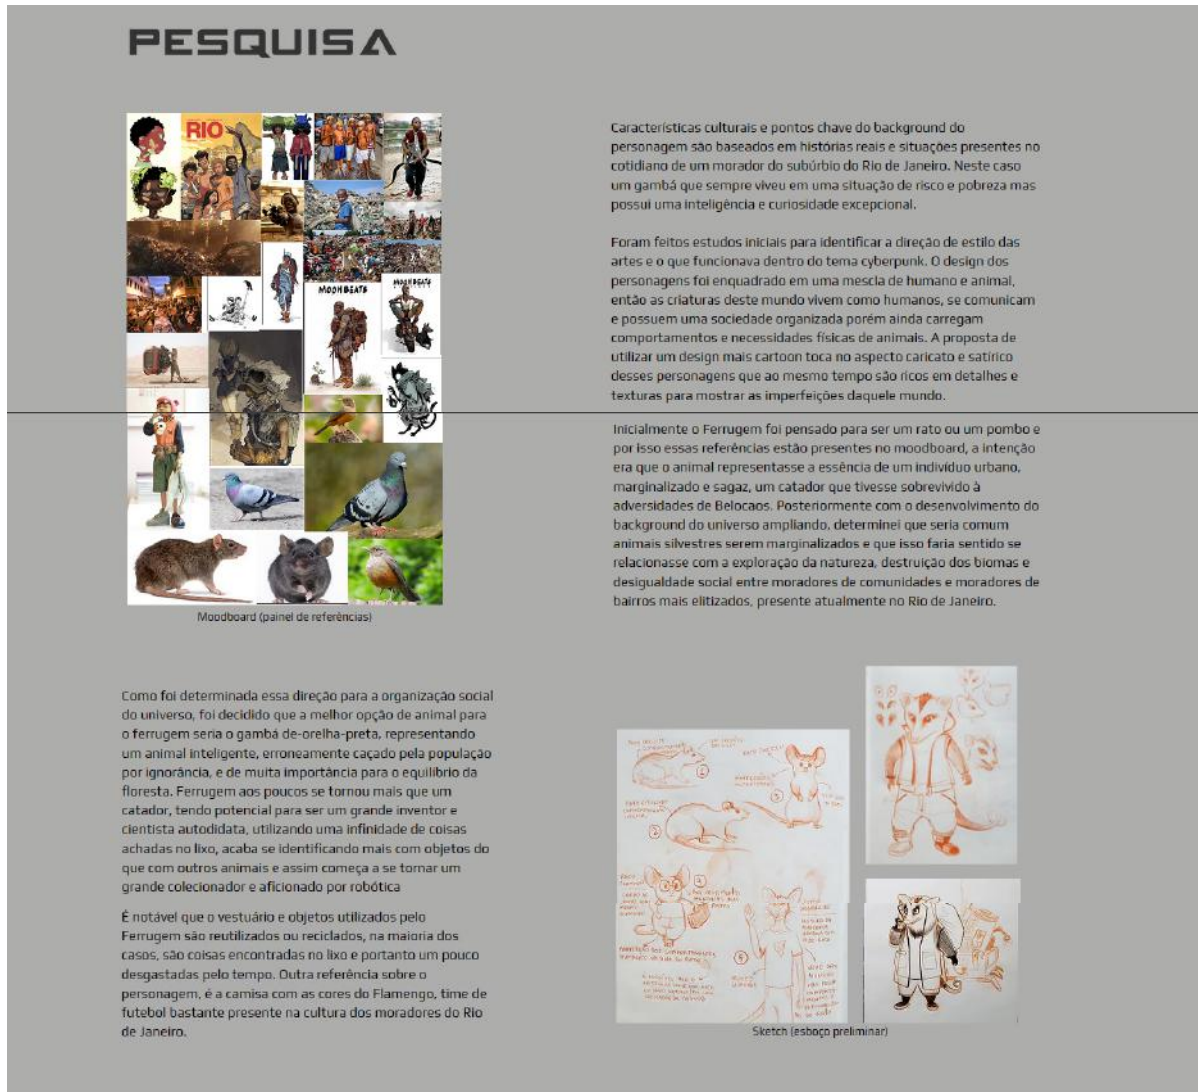 PESQUISA
RIO
MOONBEATS
MOONBEATS
Moodboard (painel de referências)
Características culturais e pontos chave do background do
personagem são baseados em histórias reais e situações presentes no
cotidiano de um morador do subúrbio do Rio de Janeiro. Neste caso
um gambá que sempre viveu em uma situação de risco e pobreza mas
possui uma inteligência e curiosidade excepcional.
Foram feitos estudos iniciais para identificar a direção de estilo das
artes e o que funcionava dentro do tema cyberpunk. O design dos
personagens foi enquadrado em uma mescla de humano e animal,
então as criaturas deste mundo vivem como humanos, se comunicam
e possuem uma sociedade organizada porém ainda carregam
comportamentos e necessidades físicas de animais. A proposta de
utilizar um design mais cartoon toca no aspecto caricato e satírico
desses personagens que ao mesmo tempo são ricos em detalhes e
texturas para mostrar as imperfeições daquele mundo.
Inicialmente o Ferrugem foi pensado para ser um rato ou um pombo e
por isso essas referências estão presentes no moodboard, a intenção
era que o animal representasse a essência de um indivíduo urbano,
marginalizado e sagaz, um catador que tivesse sobrevivido à
adversidades de Belocaos. Posteriormente com o desenvolvimento do
background do universo ampliando, determinei que seria comum
animais silvestres serem marginalizados e que isso faria sentido se
relacionasse com a exploração da natureza, destruição dos biomas e
desigualdade social entre moradores de comunidades e moradores de
bairros mais elitizados, presente atualmente no Rio de Janeiro.
Como foi determinada essa direção para a organização social
do universo, foi decidido que a melhor opção de animal para
o ferrugem seria o gambá de-orelha-preta, representando
um animal inteligente, erroneamente caçado pela população
por ignorância, e de muita importância para o equilíbrio da
floresta. Ferrugem aos poucos se tornou mais que um
catador, tendo potencial para ser um grande inventor e
cientista autodidata, utilizando uma infinidade de coisas
achadas no lixo, acaba se identificando mais com objetos do
que com outros animais e assim começa a se tornar um
grande colecionador e aficionado por robótica
É notável que o vestuário e objetos utilizados pelo
Ferrugem são reutilizados ou reciclados, na maioria dos
casos, são coisas encontradas no lixo e portanto um pouco
desgastadas pelo tempo. Outra referência sobre o
personagem, é a camisa com as cores do Flamengo, time de
futebol bastante presente na cultura dos moradores do Rio
de Janeiro.
Sketch (esboço preliminar)